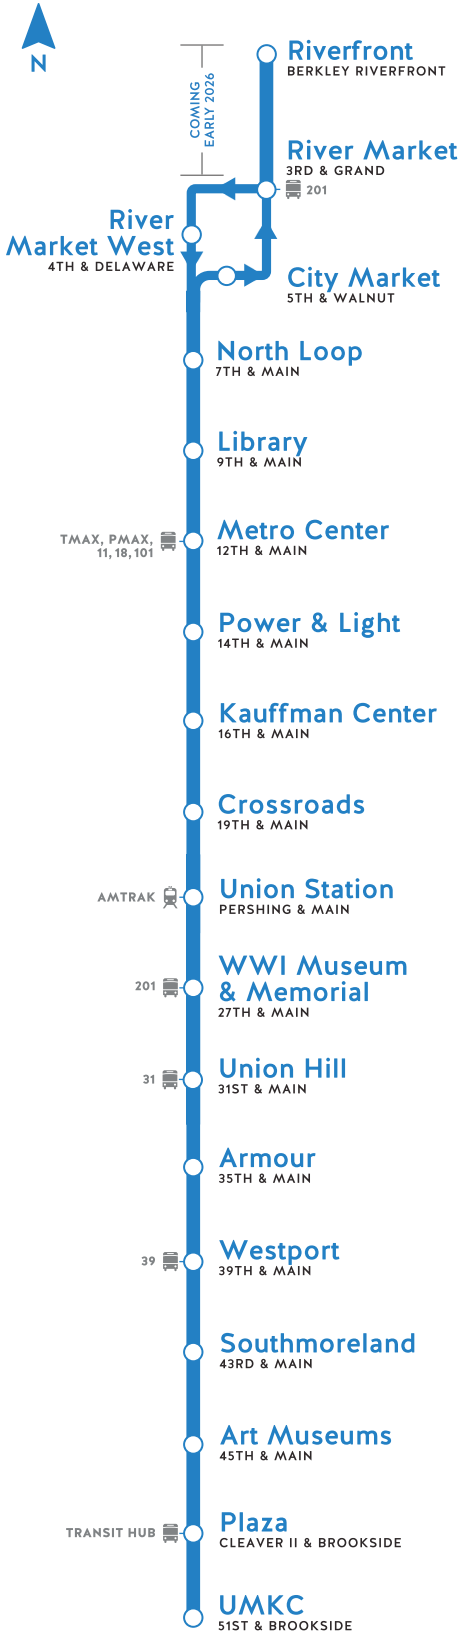 N
COMING
EARLY 2026
Riverfront
BERKLEY RIVERFRONT
River Market
3RD & GRAND
201
River
Market West
4TH & DELAWARE
City Market
5TH & WALNUT
North Loop
7TH & MAIN
Library
9TH & MAIN
TMAX, PMAX,
11, 18, 101
Metro Center
12TH & MAIN
Power & Light
14TH & MAIN
Kauffman Center
16TH & MAIN
Crossroads
19TH & MAIN
AMTRAK
Union Station
PERSHING & MAIN
201
WWI Museum
& Memorial
27TH & MAIN
31
Union Hill
31ST & MAIN
Armour
35TH & MAIN
39
Westport
39TH & MAIN
Southmoreland
43RD & MAIN
Art Museums
45TH & MAIN
TRANSIT HUB
Plaza
CLEAVER II & BROOKSIDE
UMKC
51ST & BROOKSIDE